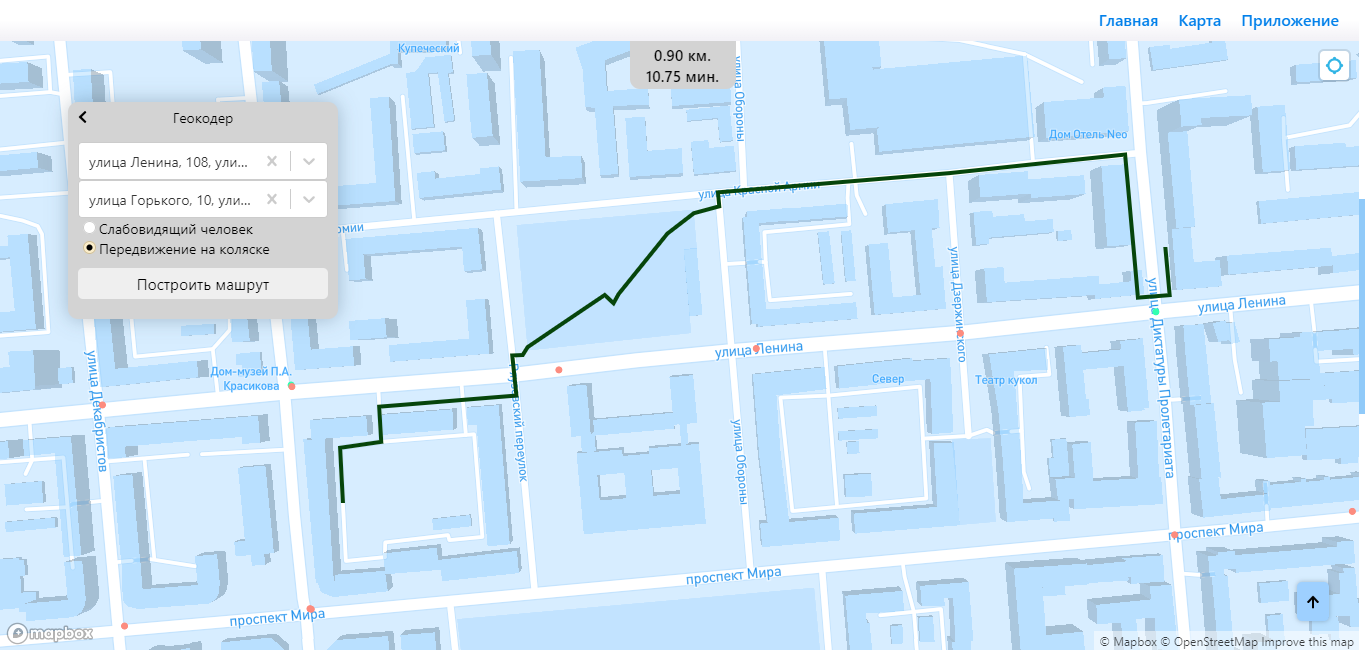 Главная Карта Приложение
0.90 км.
10.75 мин.
Геокодер
улица Ленина, 108, ули...
улица Горького, 10, ули...
Слабовидящий человек
Передвижение на коляске
Построить машрут
Купеческий
улица Обороны
Дом Отель Neo
улица Красной Армии
Армии
улица Дзержинского
улица Диктатуры Пролетариата
улица Ленина
улица Ленина
Север
Театр кукол
Дом-музей П.А.
Красикова
улица Декабристов
переулок
улица Обороны
проспект Мира
проспект Мира
проспект Мира
mapbox
© Mapbox © OpenStreetMap Improve this map